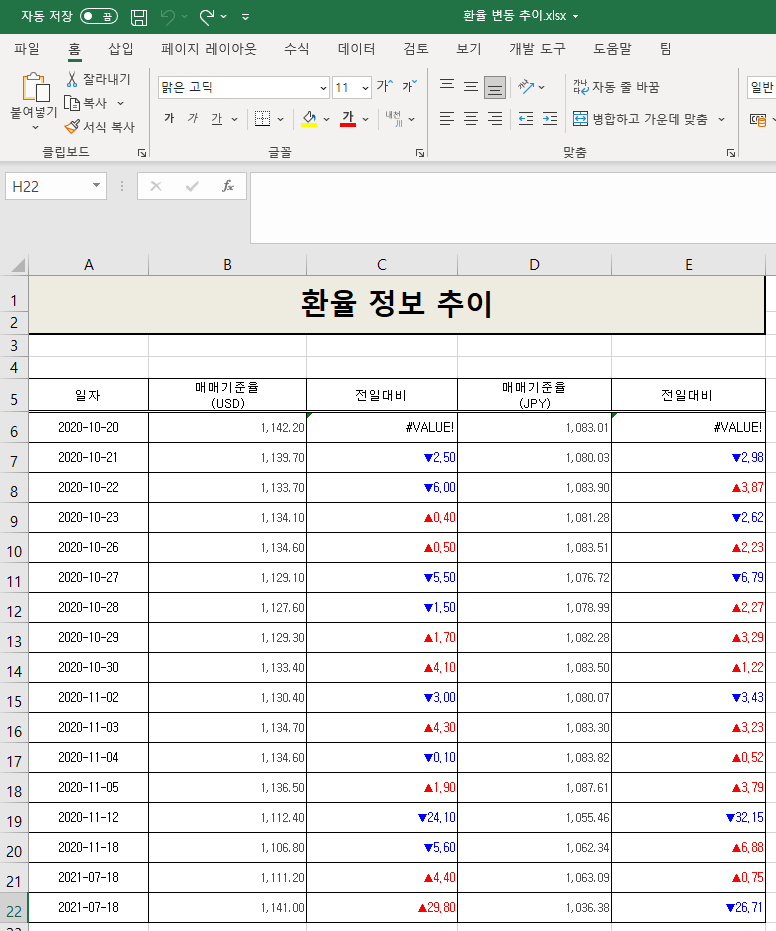 자동 저장 끔 환율 변동 추이.xlsx
파일 홈 삽입 페이지 레이아웃 수식 데이터 검토 보기 개발 도구 도움말 팀
붙여넣기 잘라내기 복사 서식 복사
맑은 고딕 11 가 가
가 가 가 가 내천
가나다 자동 줄 바꿈
병합하고 가운데 맞춤
일반
클립보드 글꼴 맞춤
H22 fx
A B C D E
1 환율 정보 추이
2
3
4
5 일자 매매기준율 (USD) 전일대비 매매기준율 (JPY) 전일대비
6 2020-10-20 1,142.20 #VALUE! 1,083.01 #VALUE!
7 2020-10-21 1,139.70 ▼2.50 1,080.03 ▼2.98
8 2020-10-22 1,133.70 ▼6.00 1,083.90 ▲3.87
9 2020-10-23 1,134.10 ▲0.40 1,081.28 ▼2.62
10 2020-10-26 1,134.60 ▲0.50 1,083.51 ▲2.23
11 2020-10-27 1,129.10 ▼5.50 1,076.72 ▼6.79
12 2020-10-28 1,127.60 ▼1.50 1,078.99 ▲2.27
13 2020-10-29 1,129.30 ▲1.70 1,082.28 ▲3.29
14 2020-10-30 1,133.40 ▲4.10 1,083.50 ▲1.22
15 2020-11-02 1,130.40 ▼3.00 1,080.07 ▼3.43
16 2020-11-03 1,134.70 ▲4.30 1,083.30 ▲3.23
17 2020-11-04 1,134.60 ▼0.10 1,083.82 ▲0.52
18 2020-11-05 1,136.50 ▲1.90 1,087.61 ▲3.79
19 2020-11-12 1,112.40 ▼24.10 1,055.46 ▼32.15
20 2020-11-18 1,106.80 ▼5.60 1,062.34 ▲6.88
21 2021-07-18 1,111.20 ▲4.40 1,063.09 ▲0.75
22 2021-07-18 1,141.00 ▲29.80 1,036.38 ▼26.71